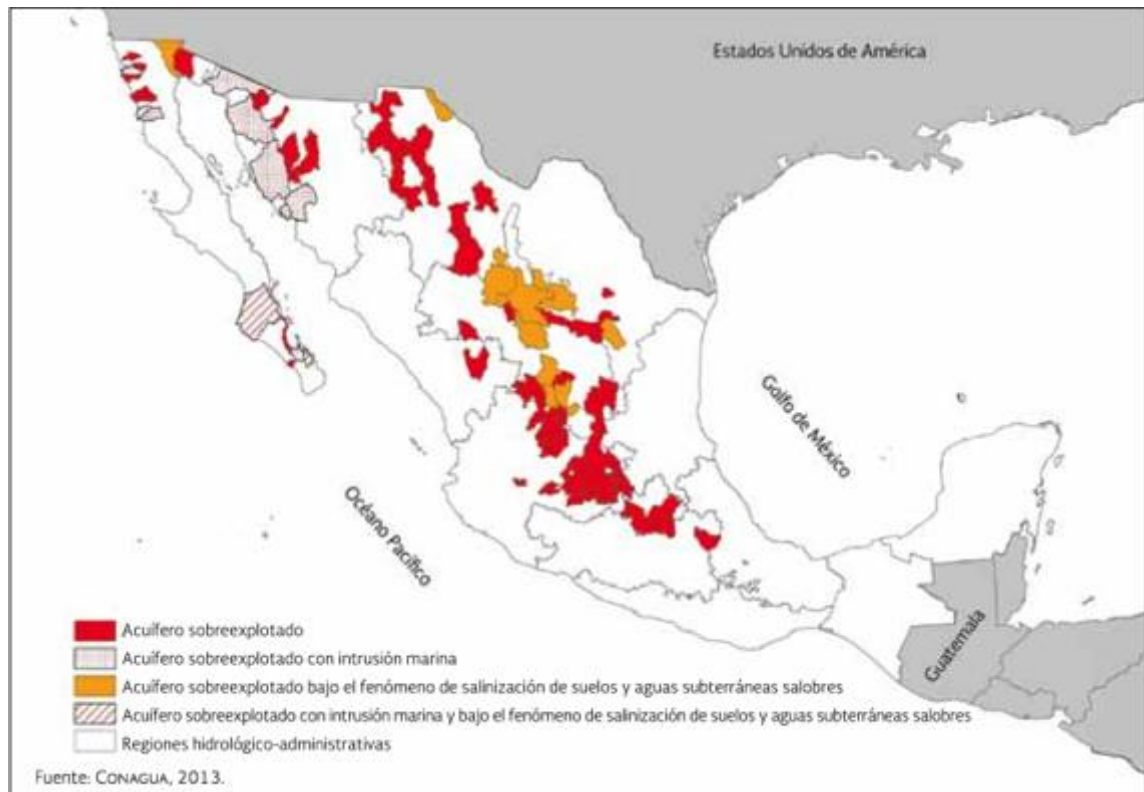 Estados Unidos de América
Golfo de México
Océano Pacífico
Guatemala
Acuífero sobreexplotado
Acuífero sobreexplotado con intrusión marina
Acuífero sobreexplotado bajo el fenómeno de salinización de suelos y aguas subterráneas salobres
Acuífero sobreexplotado con intrusión marina y bajo el fenómeno de salinización de suelos y aguas subterráneas salobres
Regiones hidrológico-administrativas
Fuente: CONAGUA, 2013.